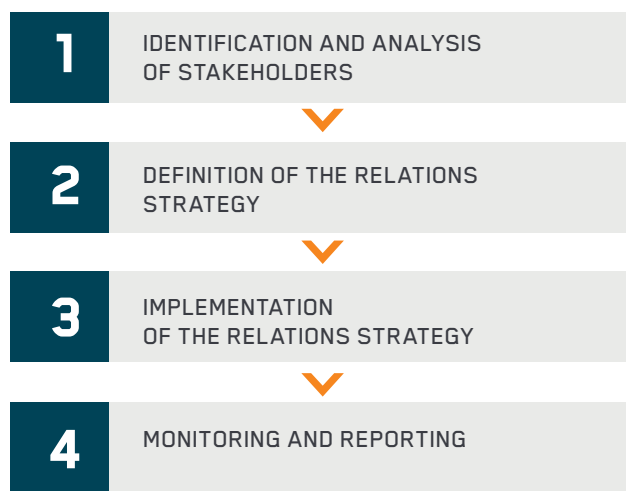 1
IDENTIFICATION AND ANALYSIS
OF STAKEHOLDERS
2
DEFINITION OF THE RELATIONS
STRATEGY
3
IMPLEMENTATION
OF THE RELATIONS STRATEGY
4
MONITORING AND REPORTING